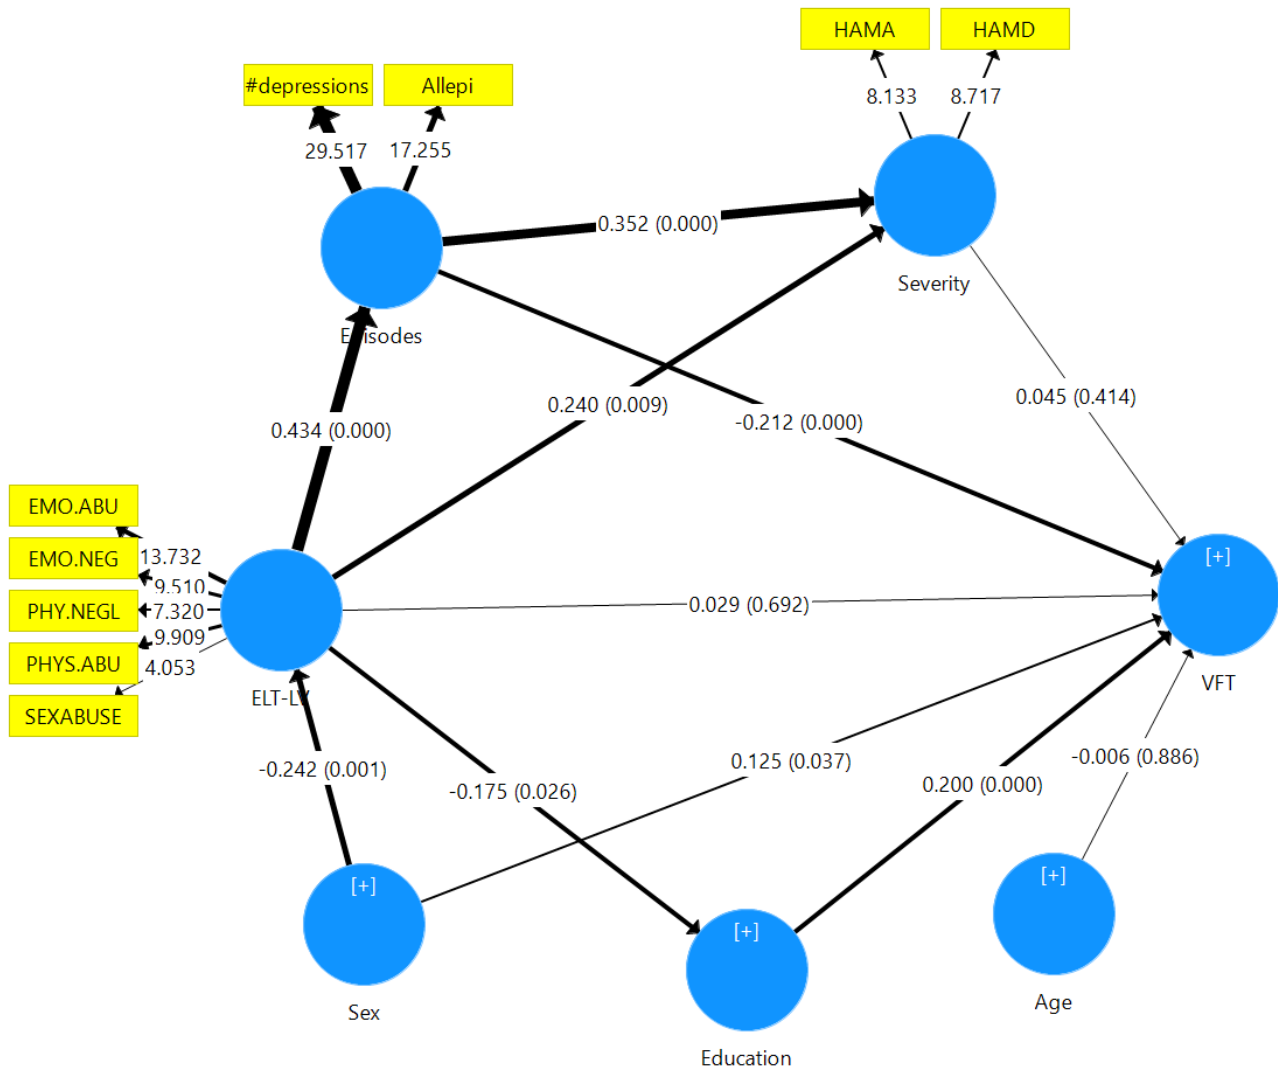 HAMA
HAMD
#depressions
Allepi
8.133
8.717
29.517
17.255
0.352 (0.000)
Severity
Episodes
0.045 (0.414)
0.240 (0.009)
-0.212 (0.000)
0.434 (0.000)
EMO.ABU
EMO.NEG
PHY.NEGL
PHYS.ABU
SEXABUSE
13.732
9.510
7.320
9.909
4.053
[+]
0.029 (0.692)
VFT
ELT-LV
-0.242 (0.001)
-0.175 (0.026)
0.125 (0.037)
0.200 (0.000)
-0.006 (0.886)
[+]
Sex
[+]
Education
[+]
Age